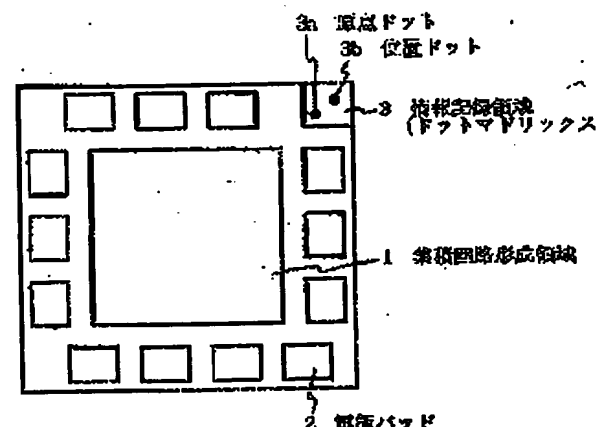 3a 原点ドット
3b 位置ドット
3 情報記録領域
(ドットマトリックス
1 集積回路形成領域
2 電極パッド